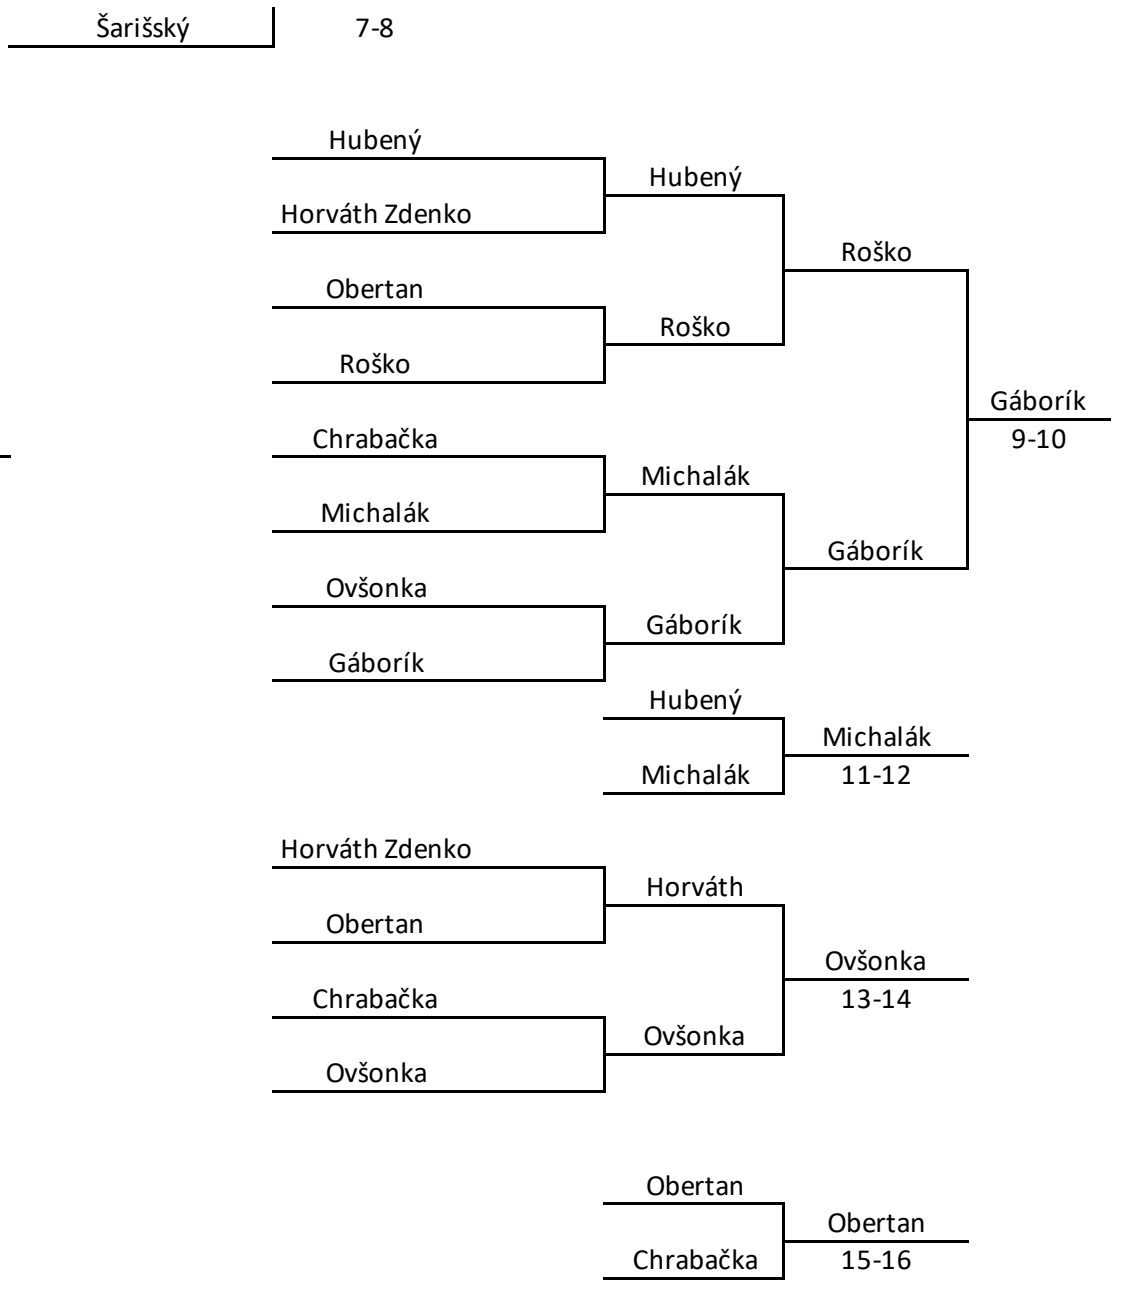 Šarišský 7-8
Hubený
Hubený
Horváth Zdenko
Roško
Obertan
Roško
Roško
Gáborík
Chrabačka
9-10
Michalák
Michalák
Gáborík
Ovšonka
Gáborík
Gáborík
Hubený
Michalák
Michalák
11-12
Horváth Zdenko
Horváth
Obertan
Ovšonka
Chrabačka
13-14
Ovšonka
Ovšonka
Obertan
Obertan
Chrabačka
15-16